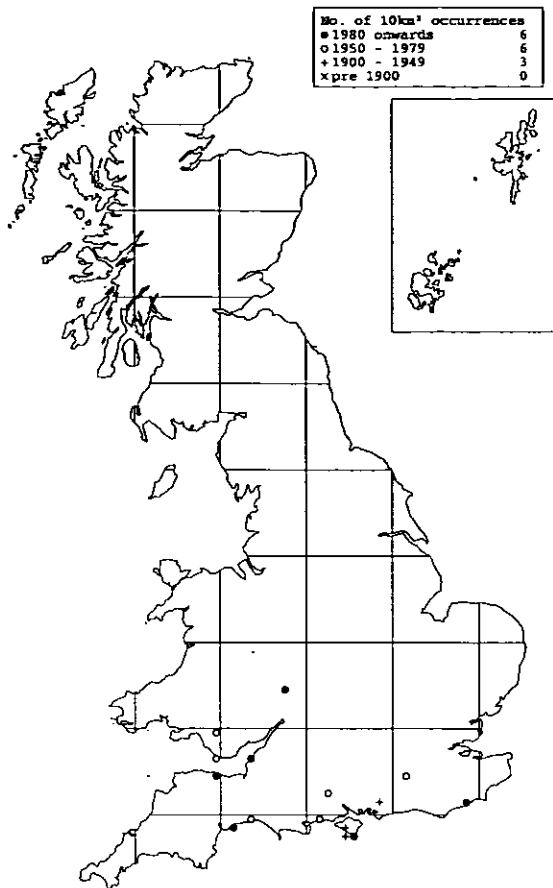 No. of 10km² occurrences
● 1980 onwards 6
○ 1950 - 1979 6
+ 1900 - 1949 3
x pre 1900 0